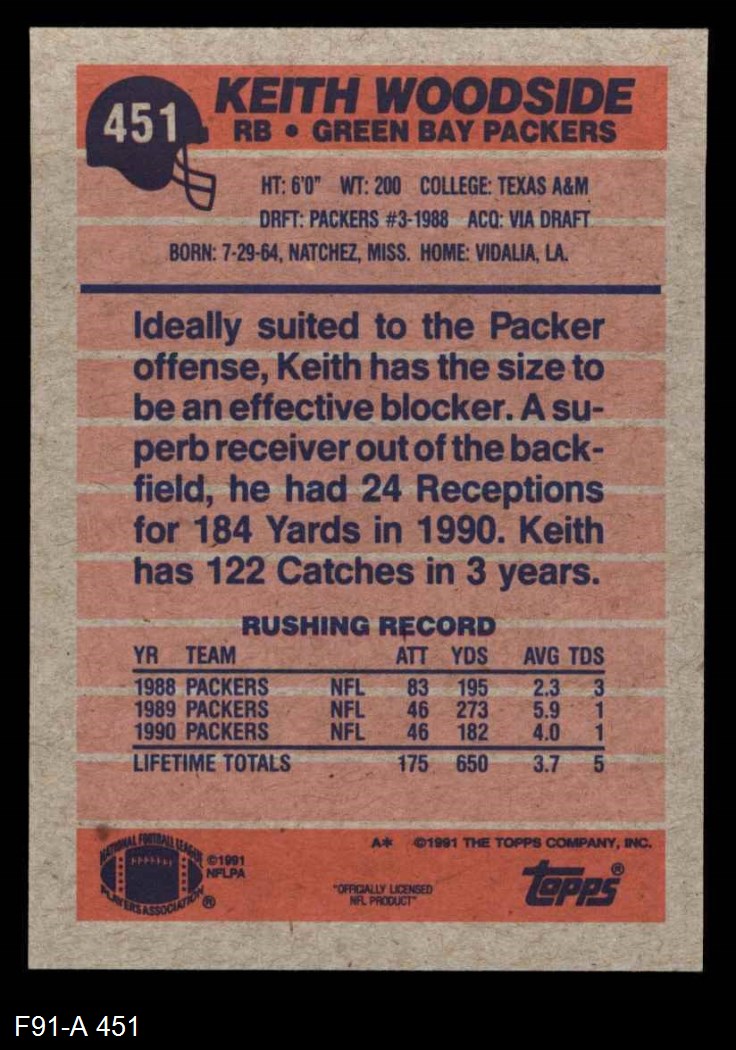 451
KEITH WOODSIDE
RB • GREEN BAY PACKERS
HT: 6'0" WT: 200 COLLEGE: TEXAS A&M
DRFT: PACKERS #3-1988 ACQ: VIA DRAFT
BORN: 7-29-64, NATCHEZ, MISS. HOME: VIDALIA, LA.
Ideally suited to the Packer
offense, Keith has the size to
be an effective blocker. A su-
perb receiver out of the back-
field, he had 24 Receptions
for 184 Yards in 1990. Keith
has 122 Catches in 3 years.
RUSHING RECORD
YR TEAM ATT YDS AVG TDS
1988 PACKERS NFL 83 195 2.3 3
1989 PACKERS NFL 46 273 5.9 1
1990 PACKERS NFL 46 182 4.0 1
LIFETIME TOTALS 175 650 3.7 5
NATIONAL FOOTBALL LEAGUE
PLAYERS ASSOCIATION ®
©1991
NFLPA
A* ©1991 THE TOPPS COMPANY, INC.
"OFFICIALLY LICENSED
NFL PRODUCT"
topps®
F91-A 451